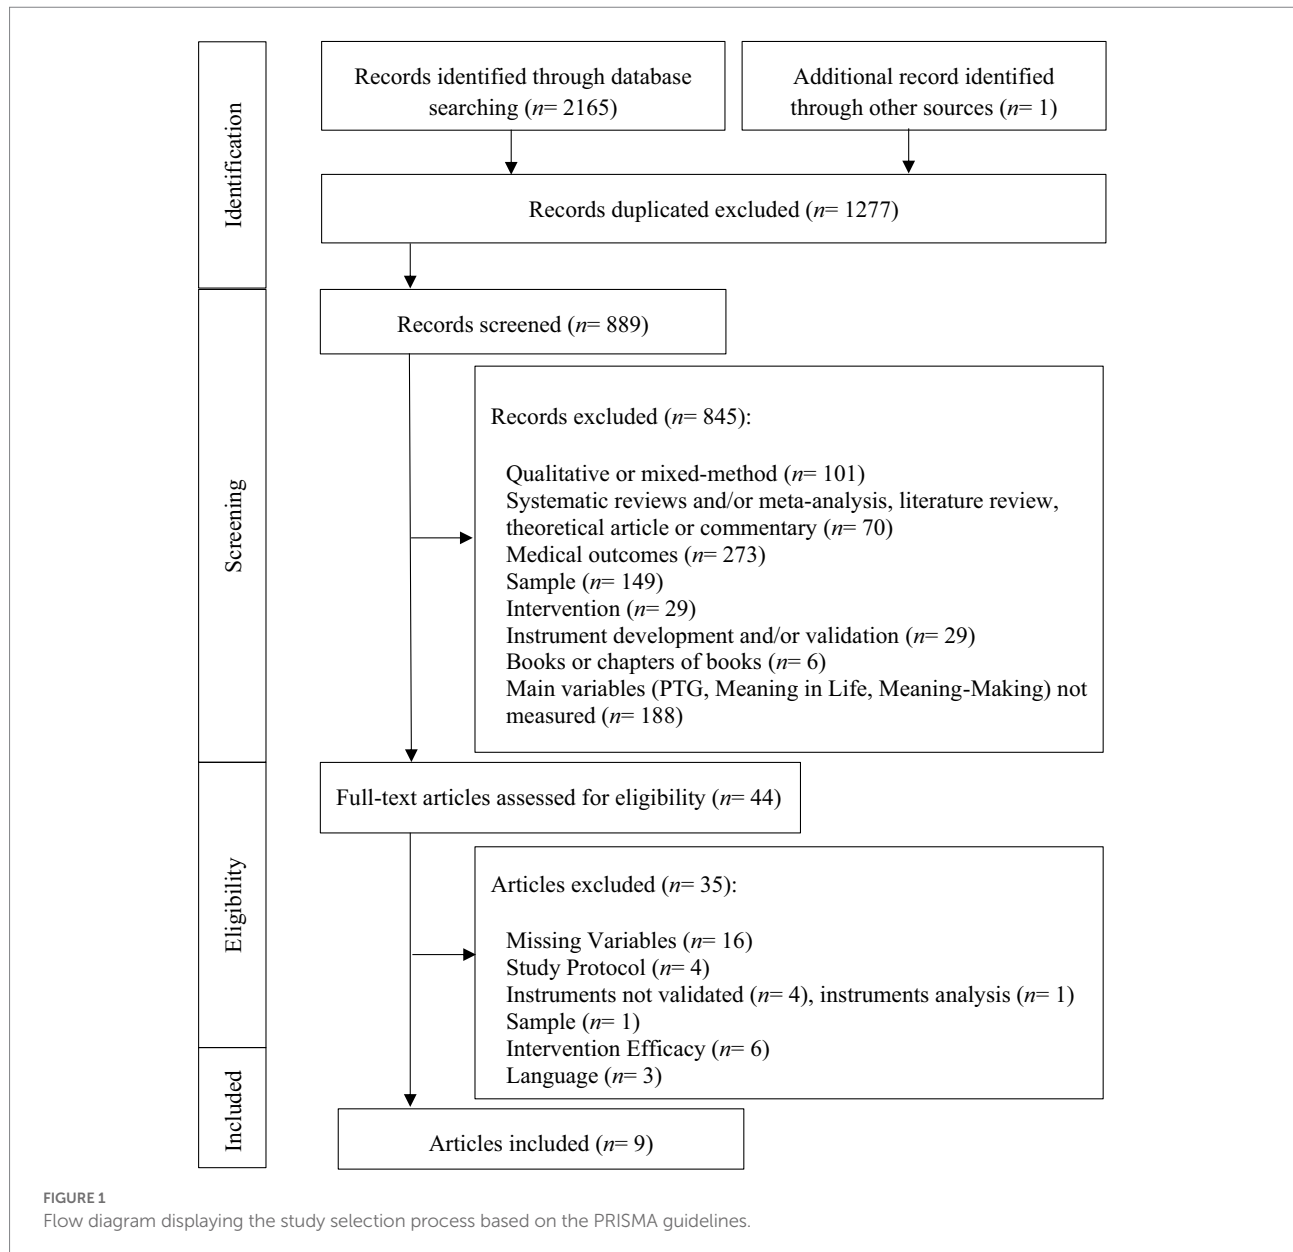 Identification
Records identified through database
searching (n= 2165)
Additional record identified
through other sources (n= 1)
Records duplicated excluded (n= 1277)
Screening
Records screened (n= 889)
Records excluded (n= 845):
Qualitative or mixed-method (n= 101)
Systematic reviews and/or meta-analysis, literature review,
theoretical article or commentary (n= 70)
Medical outcomes (n= 273)
Sample (n= 149)
Intervention (n= 29)
Instrument development and/or validation (n= 29)
Books or chapters of books (n= 6)
Main variables (PTG, Meaning in Life, Meaning-Making) not
measured (n= 188)
Eligibility
Full-text articles assessed for eligibility (n= 44)
Articles excluded (n= 35):
Missing Variables (n= 16)
Study Protocol (n= 4)
Instruments not validated (n= 4), instruments analysis (n= 1)
Sample (n= 1)
Intervention Efficacy (n= 6)
Language (n= 3)
Included
Articles included (n= 9)
FIGURE 1
Flow diagram displaying the study selection process based on the PRISMA guidelines.